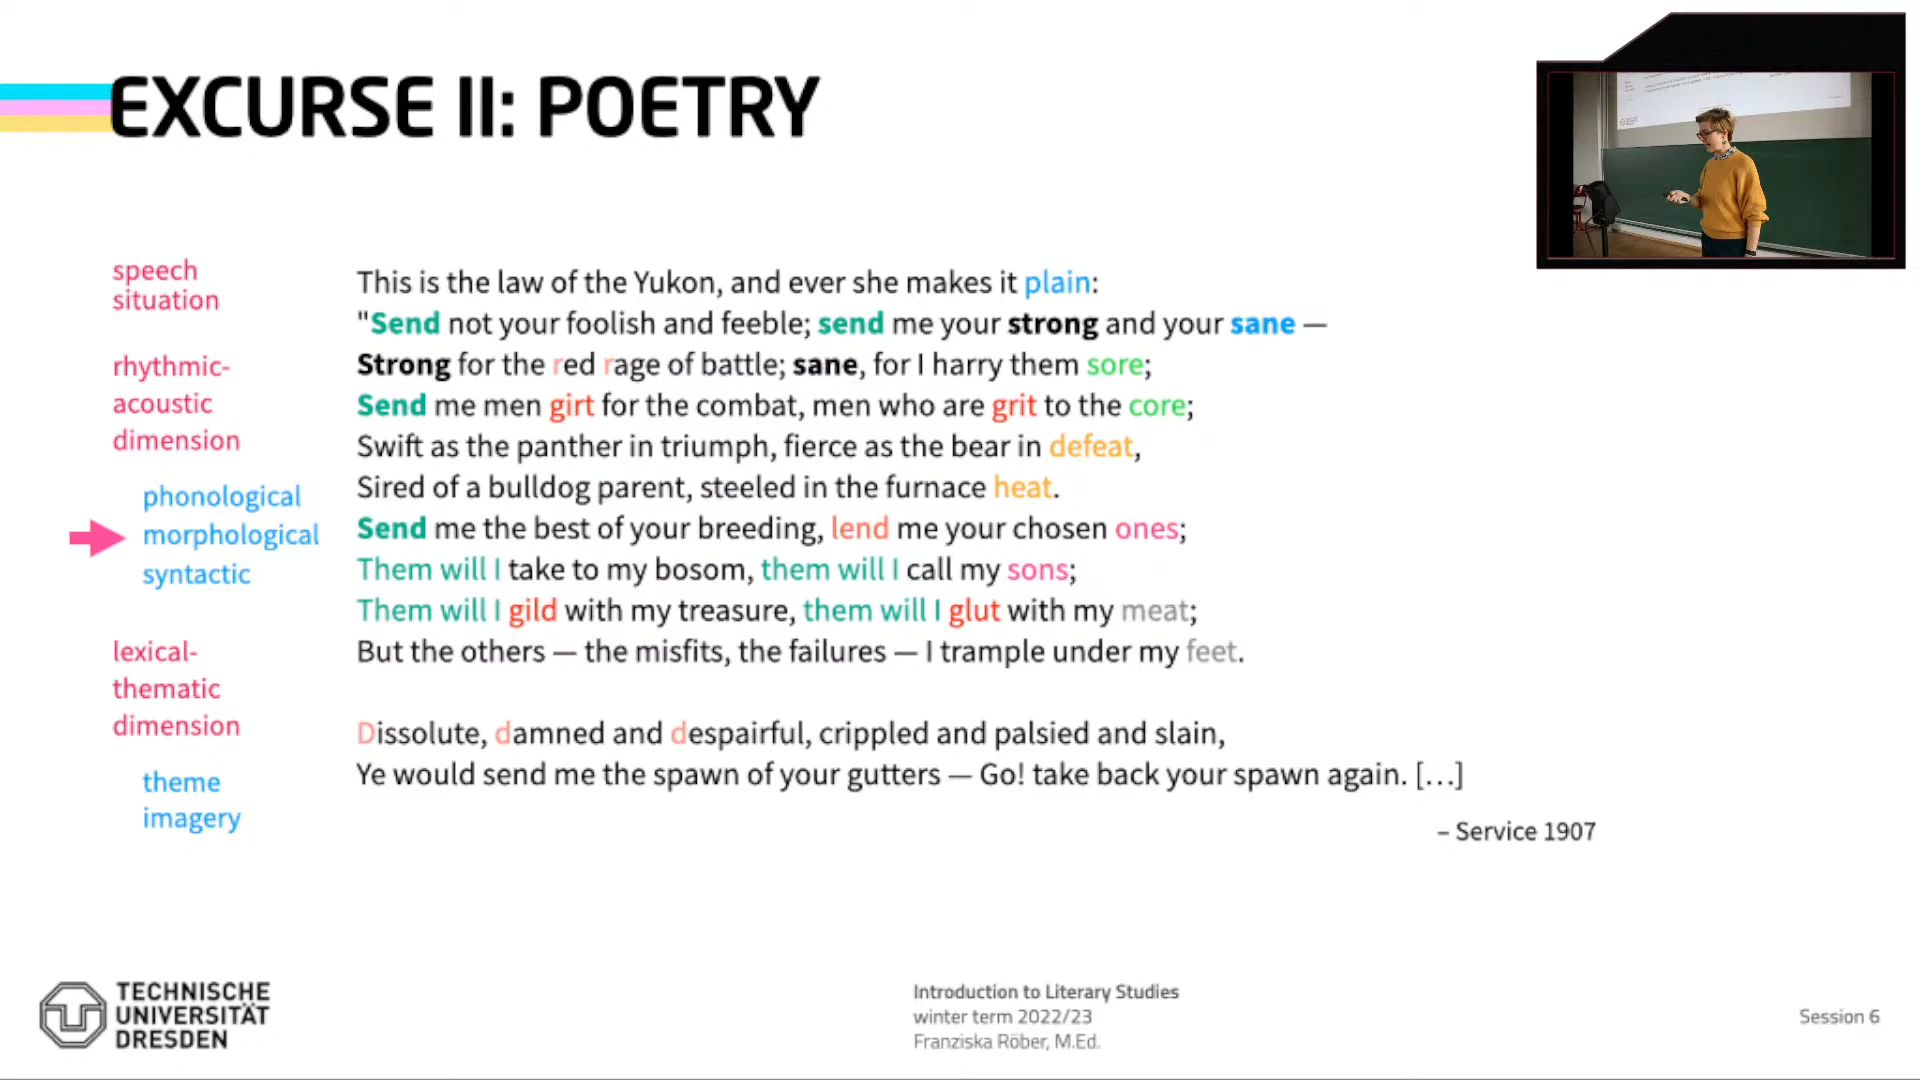 EXCURSE II: POETRY
speech
situation
rhythmic-
acoustic
dimension
phonological
morphological
syntactic
lexical-
thematic
dimension
theme
imagery
This is the law of the Yukon, and ever she makes it plain:
"Send not your foolish and feeble; send me your strong and your sane —
Strong for the red rage of battle; sane, for I harry them sore;
Send me men girt for the combat, men who are grit to the core;
Swift as the panther in triumph, fierce as the bear in defeat,
Sired of a bulldog parent, steeled in the furnace heat.
Send me the best of your breeding, lend me your chosen ones;
Them will I take to my bosom, them will I call my sons;
Them will I gild with my treasure, them will I glut with my meat;
But the others — the misfits, the failures — I trample under my feet.
Dissolute, damned and despairful, crippled and palsied and slain,
Ye would send me the spawn of your gutters — Go! take back your spawn again. […]
– Service 1907
TECHNISCHE
UNIVERSITÄT
DRESDEN
Introduction to Literary Studies
winter term 2022/23
Franziska Röber, M.Ed.
Session 6